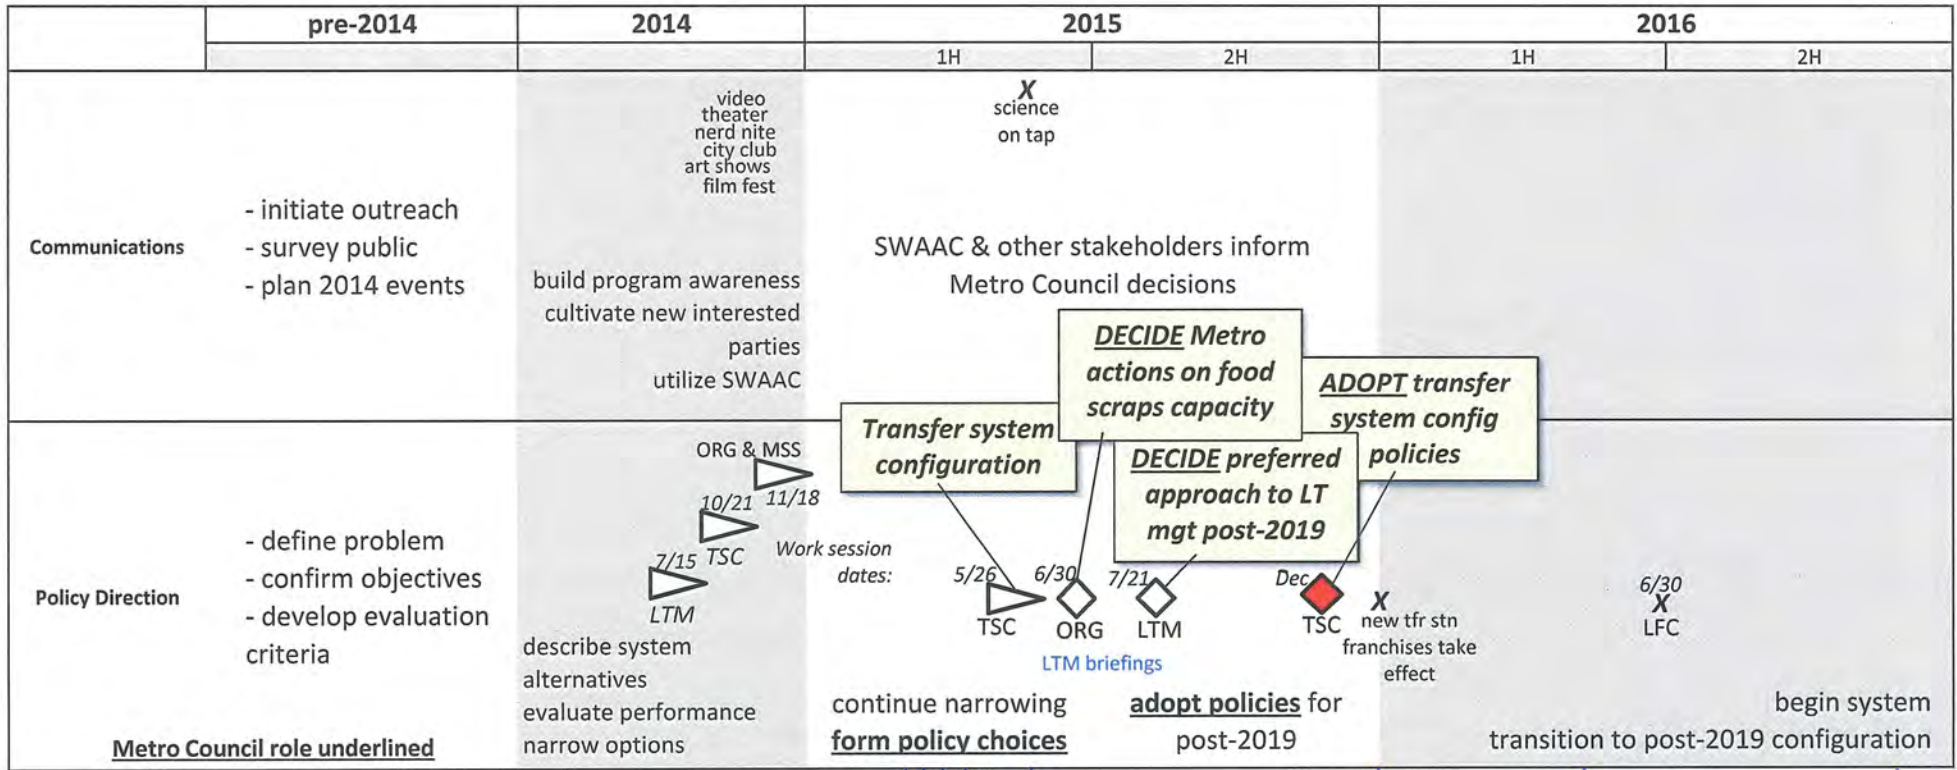 pre-2014
2014
2015
2016
1H
2H
1H
2H
Communications
- initiate outreach
- survey public
- plan 2014 events
video
theater
nerd nite
city club
art shows
film fest
build program awareness
cultivate new interested
parties
utilize SWAAC
X
science
on tap
SWAAC & other stakeholders inform
Metro Council decisions
DECIDE Metro
actions on food
scraps capacity
ADOPT transfer
system config
policies
Transfer system
configuration
DECIDE preferred
approach to LT
mgt post-2019
Policy Direction
- define problem
- confirm objectives
- develop evaluation
criteria
Metro Council role underlined
ORG & MSS
11/18
10/21
TSC
7/15
LTM
describe system
alternatives
evaluate performance
narrow options
Work session
dates:
5/26
TSC
6/30
ORG
7/21
LTM
LTM briefings
Dec
TSC
X
new tfr stn
franchises take
effect
6/30
X
LFC
continue narrowing
form policy choices
adopt policies for
post-2019
begin system
transition to post-2019 configuration